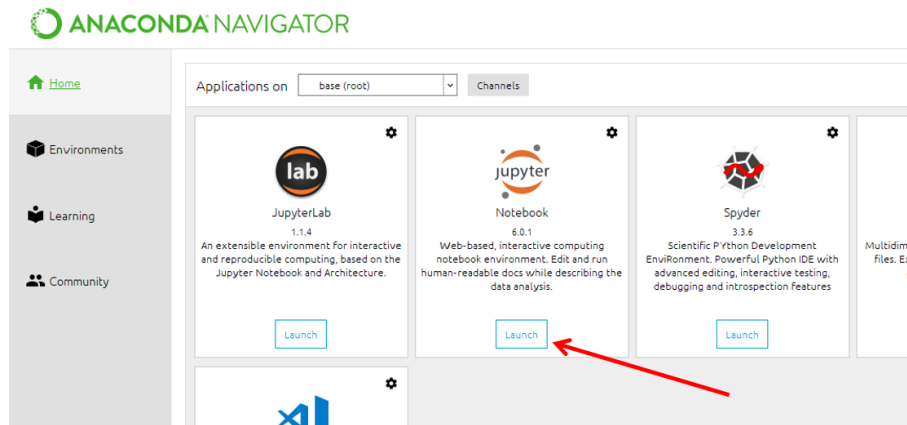 ANACONDA NAVIGATOR
Home
Environments
Learning
Community
Applications on base (root) Channels
lab
JupyterLab
1.1.4
An extensible environment for interactive
and reproducible computing, based on the
Jupyter Notebook and Architecture.
Launch
jupyter
Notebook
6.0.1
Web-based, interactive computing
notebook environment. Edit and run
human-readable docs while describing the
data analysis.
Launch
Spyder
3.3.6
Scientific PYthon Development
EnviRonment. Powerful Python IDE with
advanced editing, interactive testing,
debugging and introspection features
Launch
Multidim
files. E